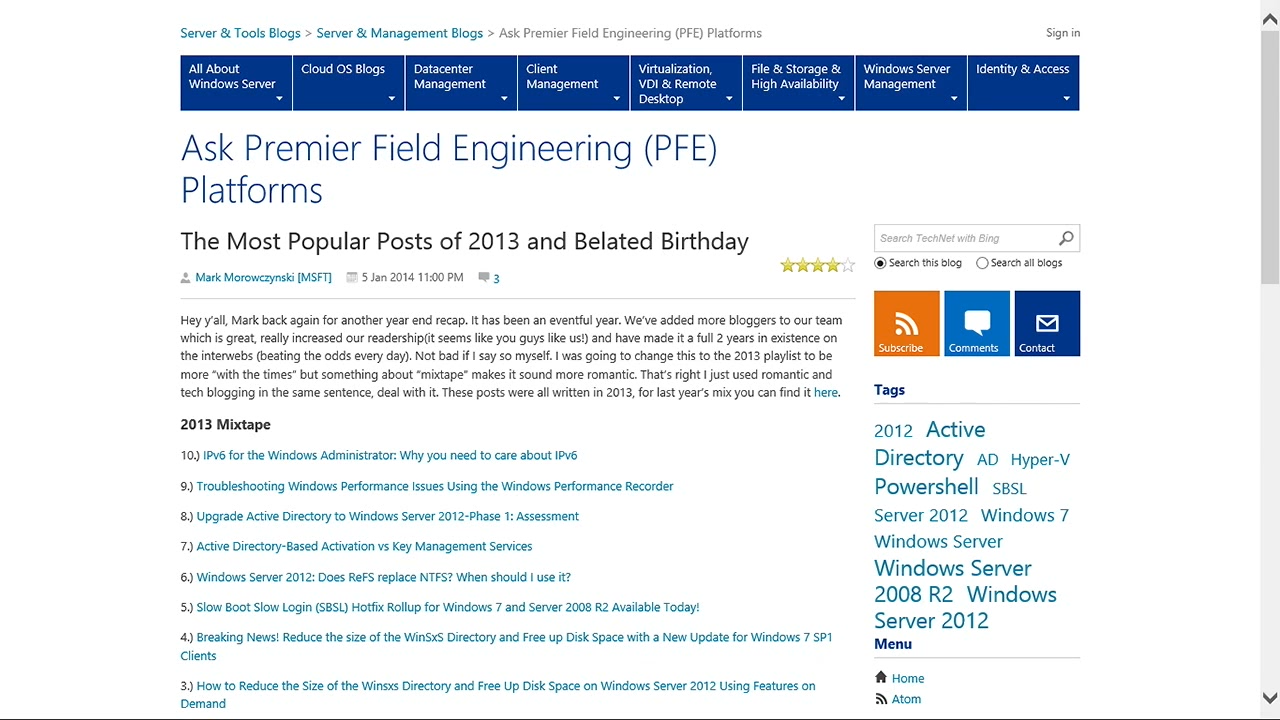 Server & Tools Blogs > Server & Management Blogs > Ask Premier Field Engineering (PFE) Platforms
Sign in
All About
Windows Server
Cloud OS Blogs
Datacenter
Management
Client
Management
Virtualization,
VDI & Remote
Desktop
File & Storage &
High Availability
Windows Server
Management
Identity & Access
Ask Premier Field Engineering (PFE)
Platforms
The Most Popular Posts of 2013 and Belated Birthday
Mark Morowczynski [MSFT] 5 Jan 2014 11:00 PM 3
Hey y’all, Mark back again for another year end recap. It has been an eventful year. We’ve added more bloggers to our team
which is great, really increased our readership(it seems like you guys like us!) and have made it a full 2 years in existence on
the interwebs (beating the odds every day). Not bad if I say so myself. I was going to change this to the 2013 playlist to be
more “with the times” but something about “mixtape” makes it sound more romantic. That’s right I just used romantic and
tech blogging in the same sentence, deal with it. These posts were all written in 2013, for last year’s mix you can find it here.
2013 Mixtape
10.) IPv6 for the Windows Administrator: Why you need to care about IPv6
9.) Troubleshooting Windows Performance Issues Using the Windows Performance Recorder
8.) Upgrade Active Directory to Windows Server 2012-Phase 1: Assessment
7.) Active Directory-Based Activation vs Key Management Services
6.) Windows Server 2012: Does ReFS replace NTFS? When should I use it?
5.) Slow Boot Slow Login (SBSL) Hotfix Rollup for Windows 7 and Server 2008 R2 Available Today!
4.) Breaking News! Reduce the size of the WinSxS Directory and Free up Disk Space with a New Update for Windows 7 SP1
Clients
3.) How to Reduce the Size of the Winsxs Directory and Free Up Disk Space on Windows Server 2012 Using Features on
Demand
Search TechNet with Bing
Search this blog Search all blogs
Subscribe
Comments
Contact
Tags
2012 Active
Directory AD Hyper-V
Powershell SBSL
Server 2012 Windows 7
Windows Server
Windows Server
2008 R2 Windows
Server 2012
Menu
Home
Atom